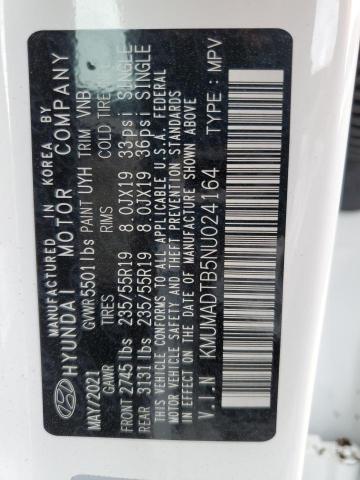 MANUFACTURED IN KOREA BY
HYUNDAI MOTOR COMPANY
MAY/2021 GVWR 5501lbs PAINT UYH TRIM VNB
GAWR TIRES RIMS COLD TIRE
FRONT 2745lbs 235/55R19 8.0JX19 33psi SINGLE
REAR 3131lbs 235/55R19 8.0JX19 36psi SINGLE
THIS VEHICLE CONFORMS TO ALL APPLICABLE U.S.A. FEDERAL
MOTOR VEHICLE SAFETY AND THEFT PREVENTION STANDARDS
IN EFFECT ON THE DATE OF MANUFACTURE SHOWN ABOVE.
V.I.N KMUMADTB5NU024164 TYPE : MPV